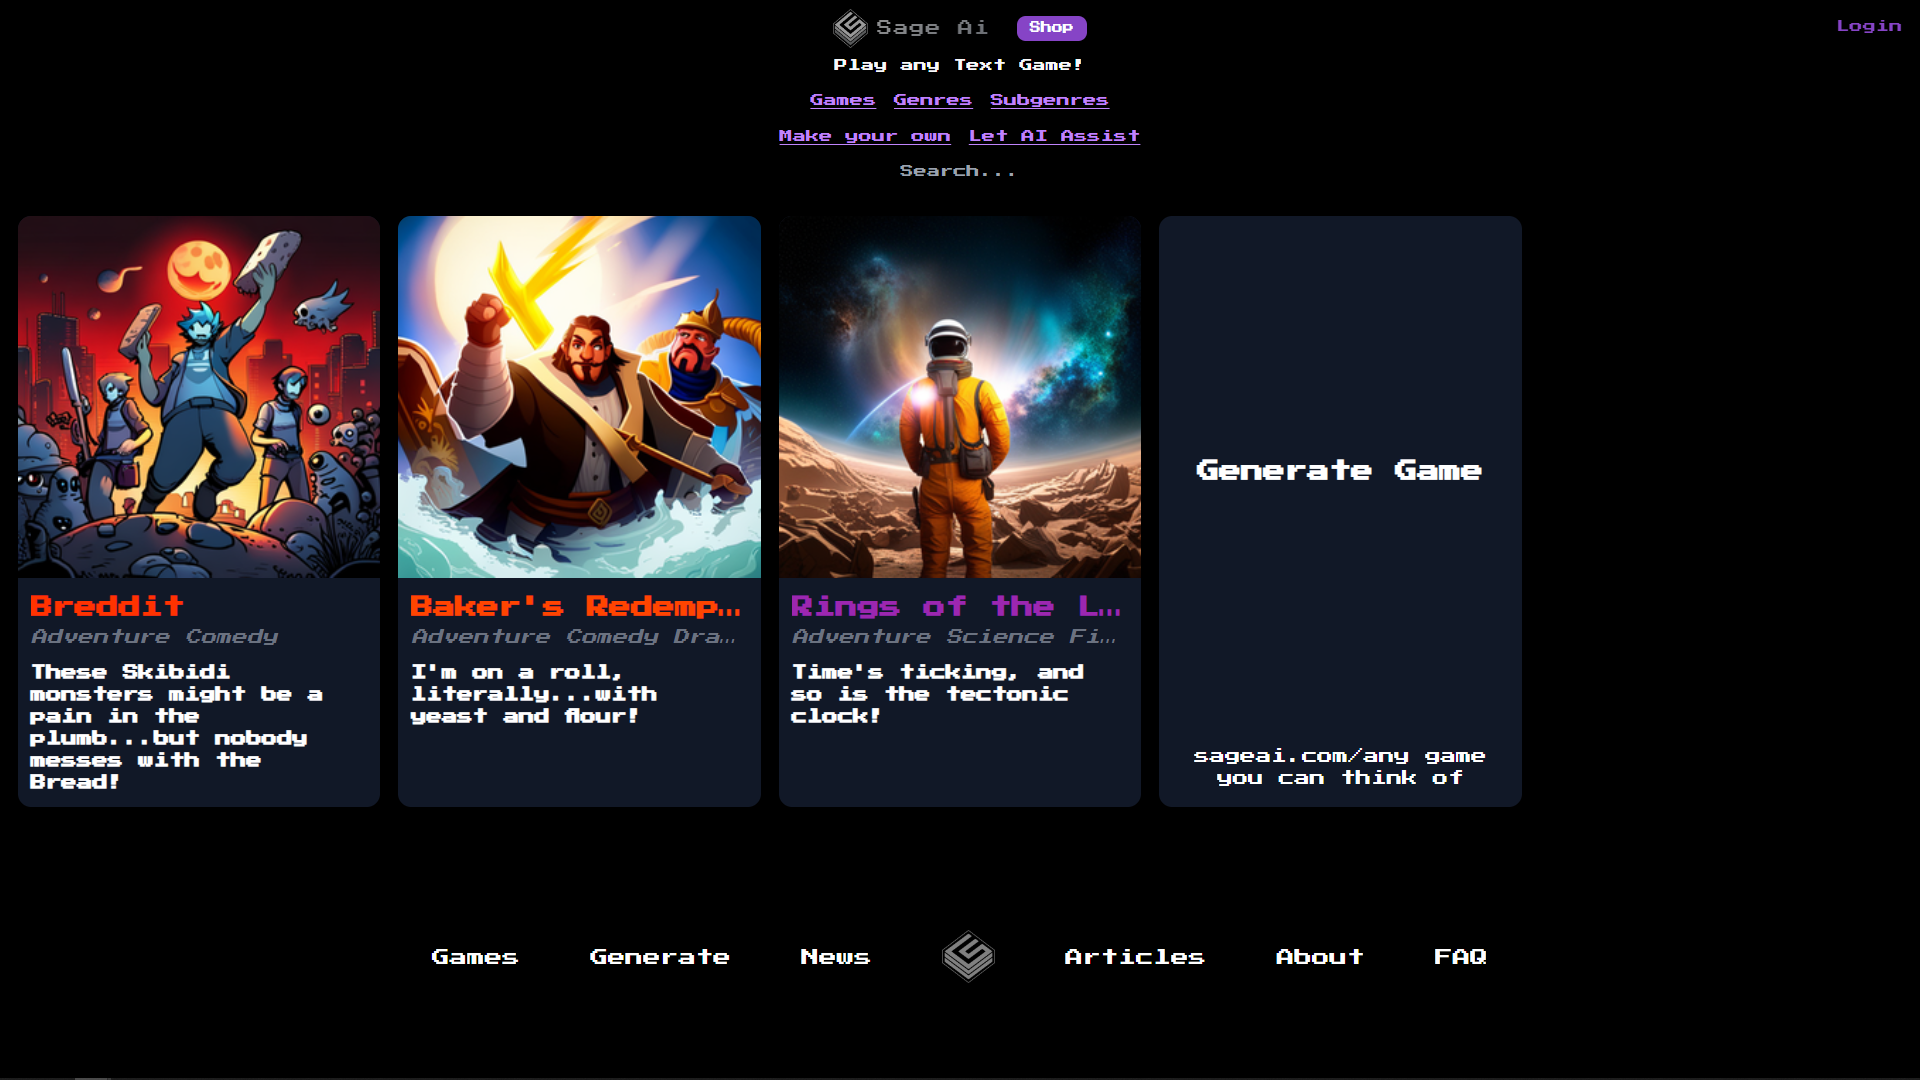 Sage Ai Shop
Login
Play any Text Game!
Games Genres Subgenres
Make your own Let AI Assist
Search...
Breddit
Adventure Comedy
These Skibidi
monsters might be a
pain in the
plumb...but nobody
messes with the
Bread!
Baker's Redemp...
Adventure Comedy Dra...
I'm on a roll,
literally...with
yeast and flour!
Rings of the L...
Adventure Science Fi...
Time's ticking, and
so is the tectonic
clock!
Generate Game
sageai.com/any game
you can think of
Games Generate News Articles About FAQ